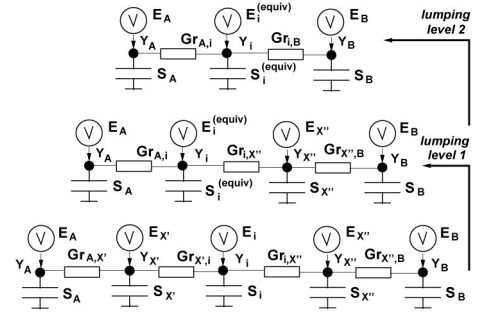 E_A E_i^(equiv) E_B lumping level 2
V V V
Y_A Gr_A,i Y_i Gr_i,B Y_B
S_A S_i^(equiv) S_B
E_A E_i^(equiv) E_X'' E_B lumping level 1
V V V V
Y_A Gr_A,i Y_i Gr_i,X'' Y_X'' Gr_X'',B Y_B
S_A S_i^(equiv) S_X'' S_B
E_A E_X' E_i E_X'' E_B
V V V V V
Y_A Gr_A,X' Y_X' Gr_X',i Y_i Gr_i,X'' Y_X'' Gr_X'',B Y_B
S_A S_X' S_i S_X'' S_B